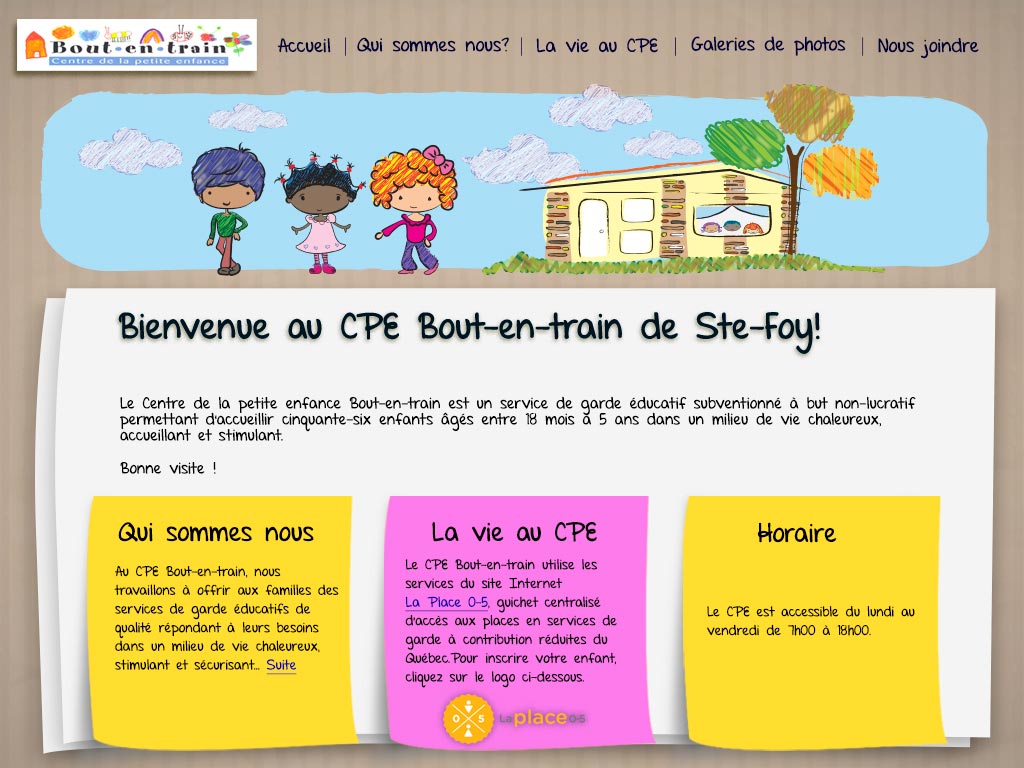 Bout-en-train
Centre de la petite enfance
Accueil | Qui sommes nous? | La vie au CPE | Galeries de photos | Nous joindre
Bienvenue au CPE Bout-en-train de Ste-Foy!
Le Centre de la petite enfance Bout-en-train est un service de garde éducatif subventionné à but non-lucratif
permettant d'accueillir cinquante-six enfants âgés entre 18 mois à 5 ans dans un milieu de vie chaleureux,
accueillant et stimulant.
Bonne visite !
Qui sommes nous
Au CPE Bout-en-train, nous
travaillons à offrir aux familles des
services de garde éducatifs de
qualité répondant à leurs besoins
dans un milieu de vie chaleureux,
stimulant et sécurisant... Suite
La vie au CPE
Le CPE Bout-en-train utilise les
services du site Internet
La Place 0-5, guichet centralisé
d'accès aux places en services de
garde à contribution réduites du
Québec.Pour inscrire votre enfant,
cliquez sur le logo ci-dessous.
0 5 La place 0-5
Horaire
Le CPE est accessible du lundi au
vendredi de 7h00 à 18h00.